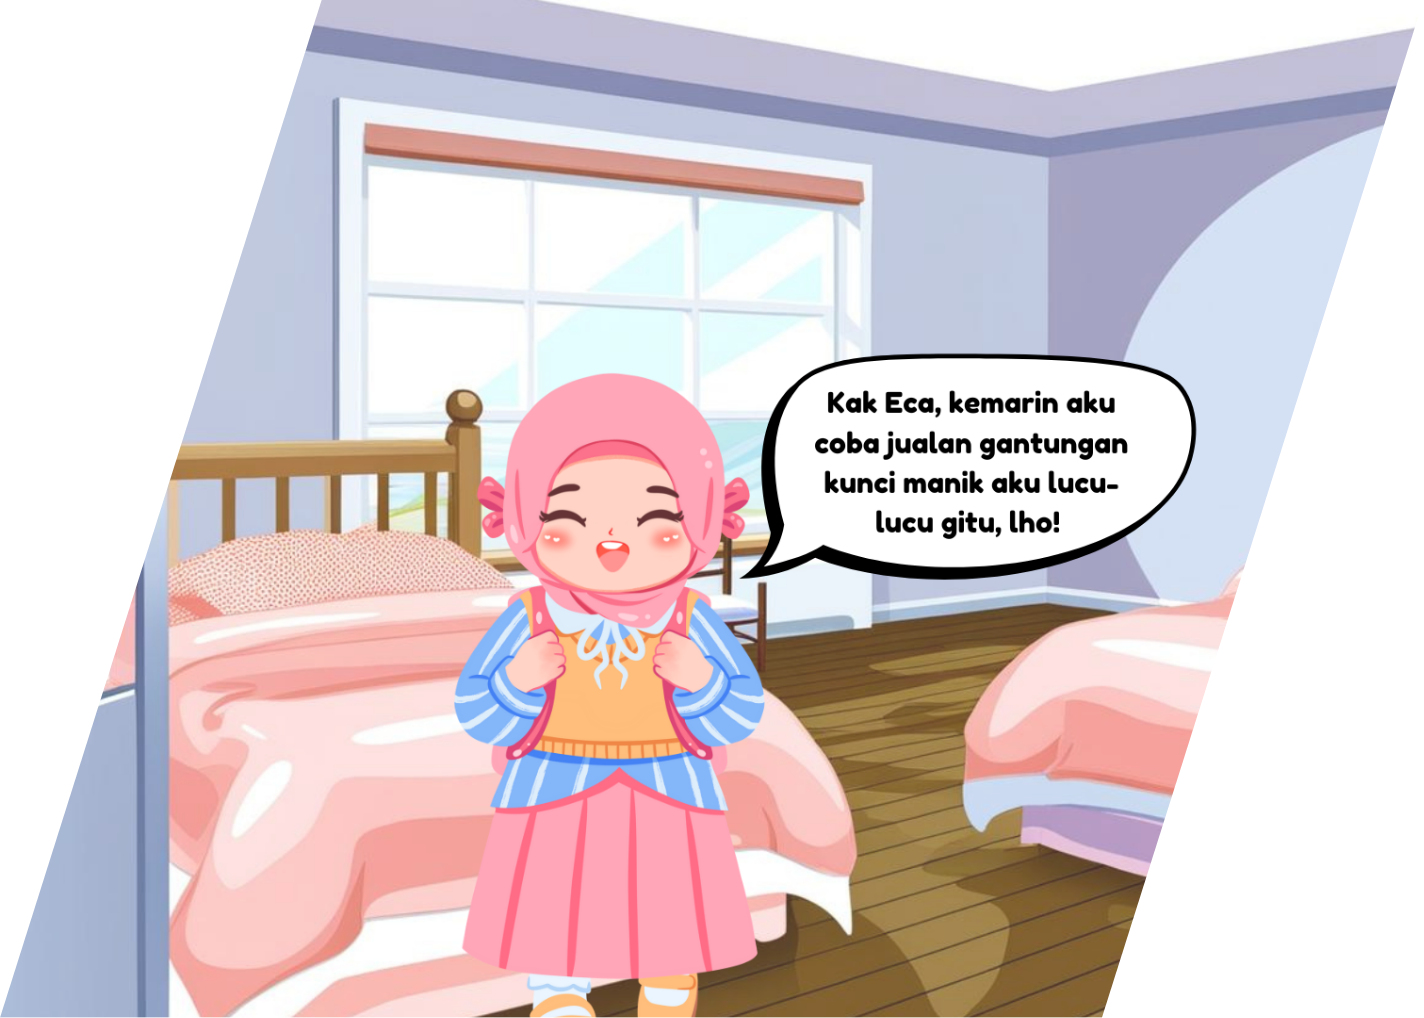 Kak Eca, kemarin aku
coba jualan gantungan
kunci manik aku lucu-
lucu gitu, lho!